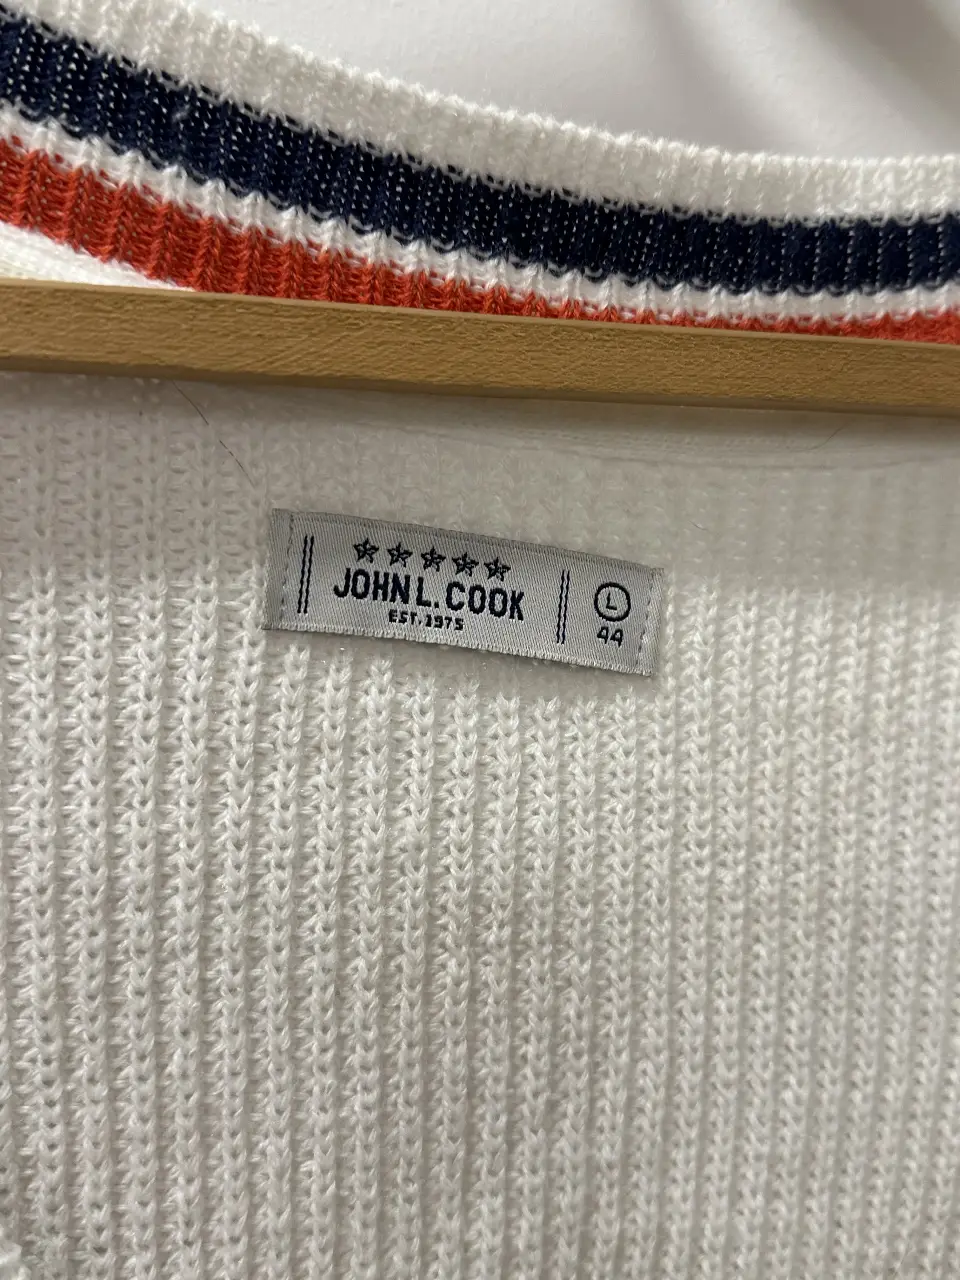 JOHN L. COOK
EST. 1975
L
44